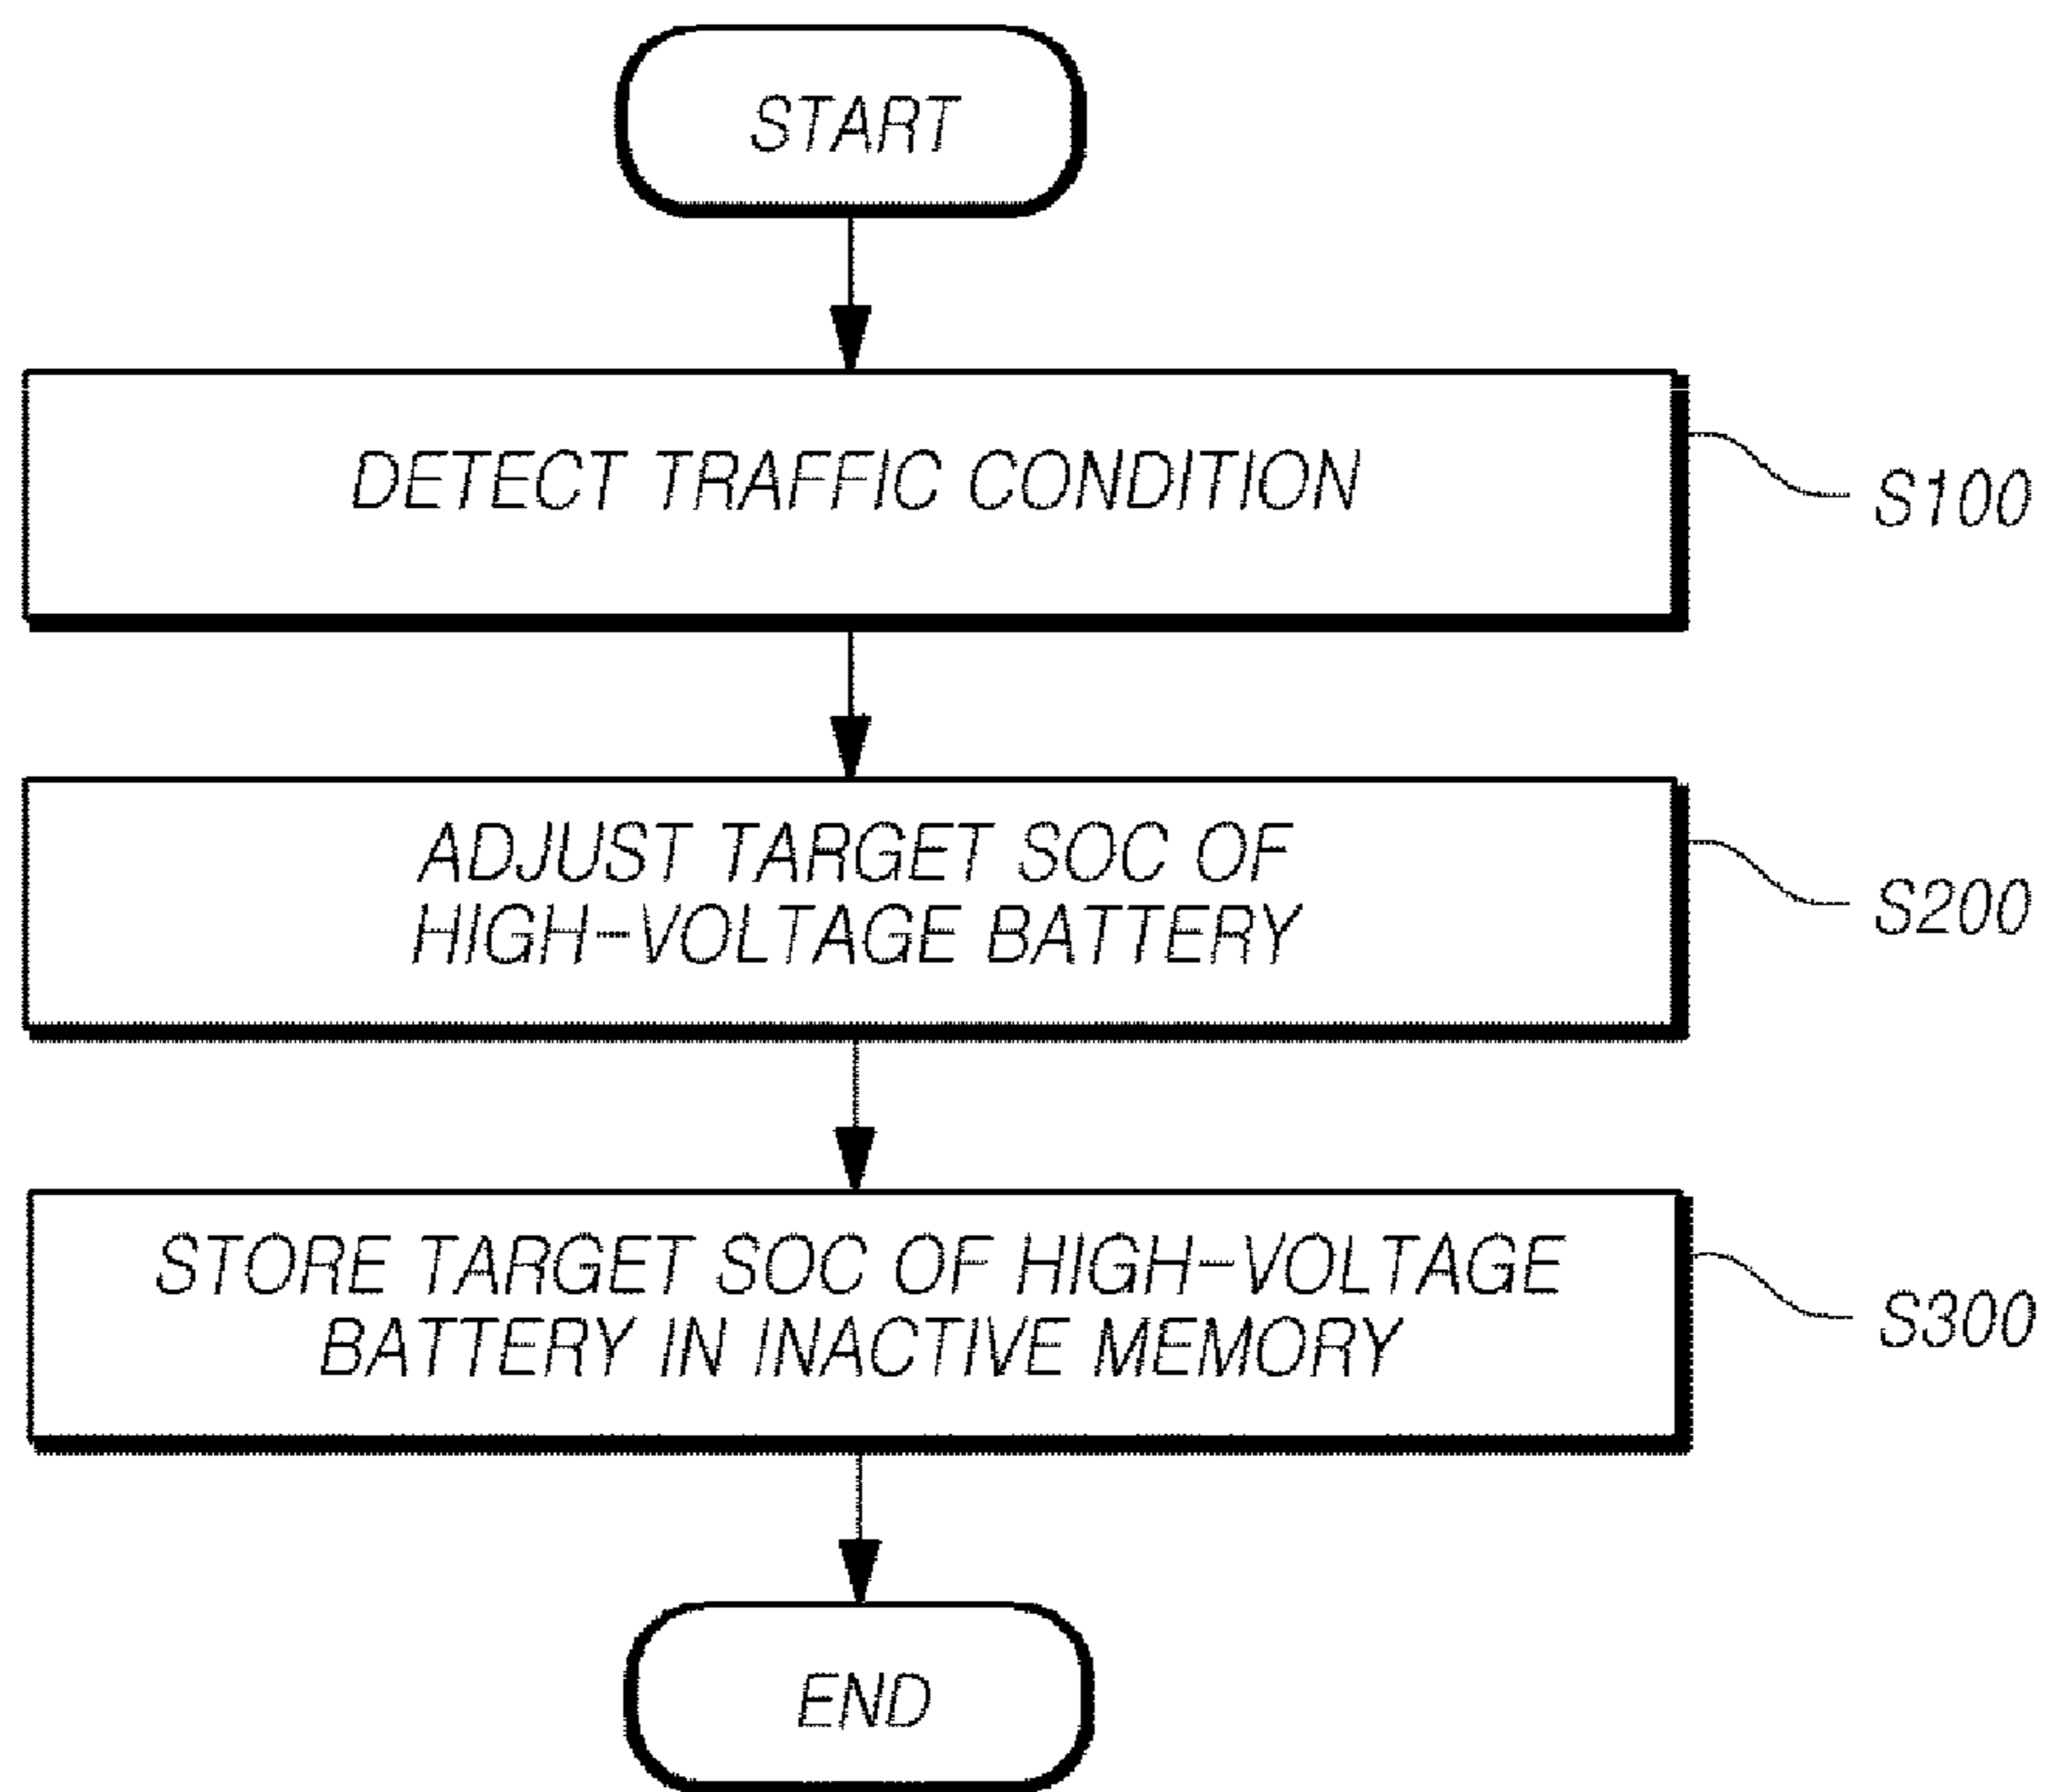 START
DETECT TRAFFIC CONDITION
S100
ADJUST TARGET SOC OF
HIGH-VOLTAGE BATTERY
S200
STORE TARGET SOC OF HIGH-VOLTAGE
BATTERY IN INACTIVE MEMORY
S300
END